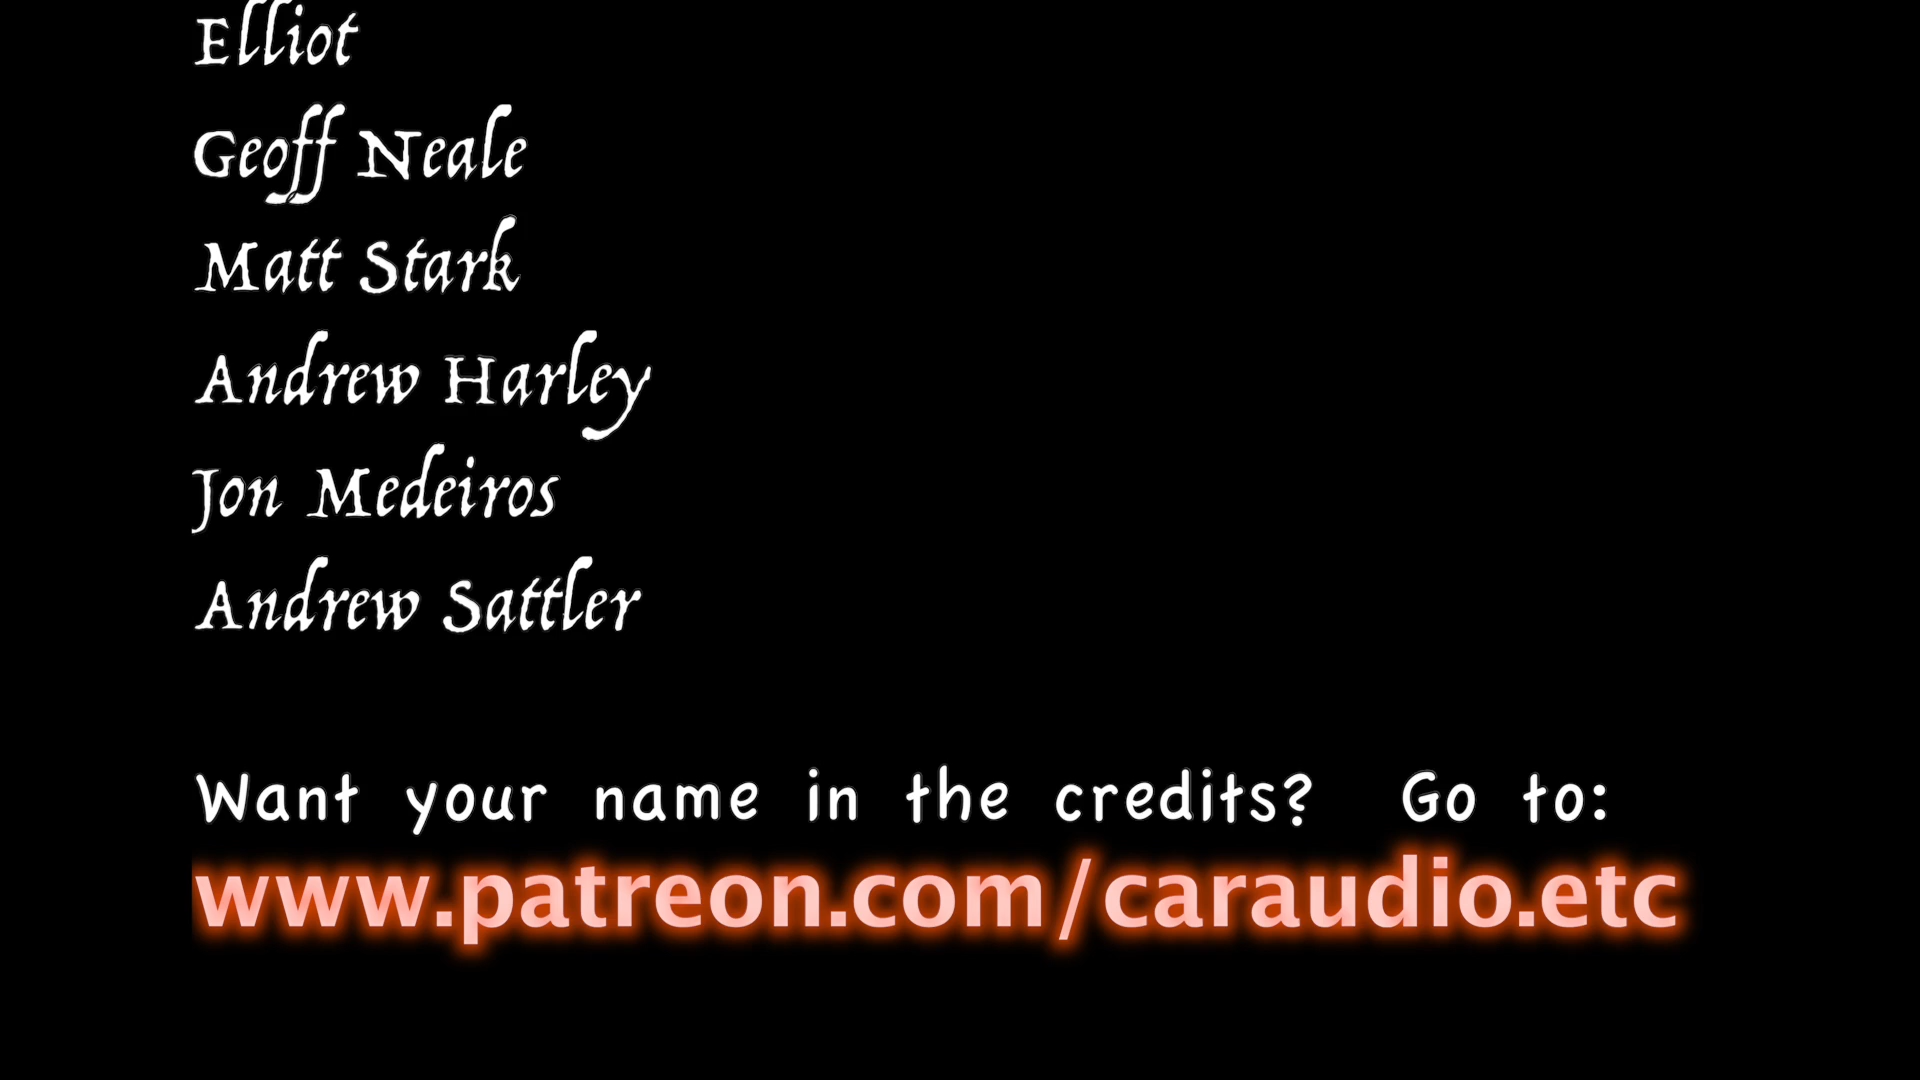 Elliot
Geoff Neale
Matt Stark
Andrew Harley
Jon Medeiros
Andrew Sattler
Want your name in the credits? Go to:
www.patreon.com/caraudio.etc